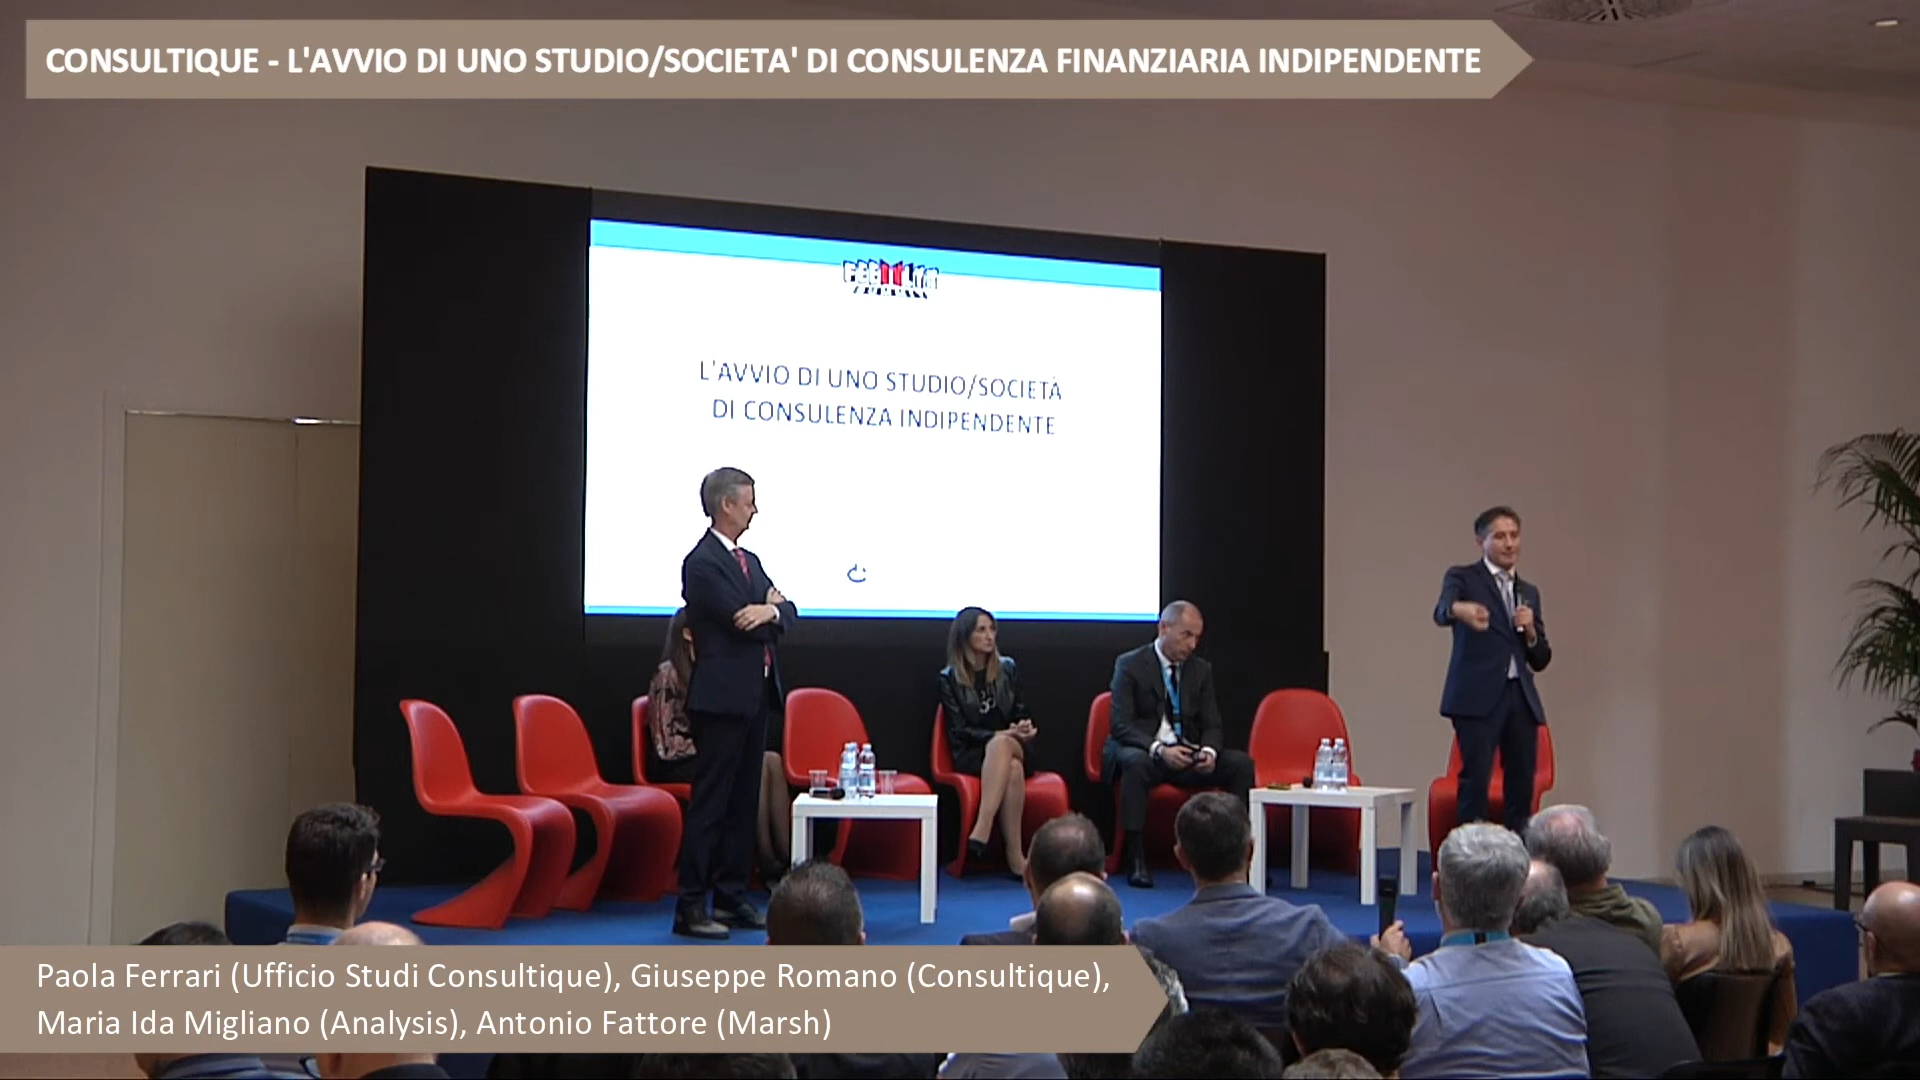 CONSULTIQUE - L'AVVIO DI UNO STUDIO/SOCIETA' DI CONSULENZA FINANZIARIA INDIPENDENTE
L'AVVIO DI UNO STUDIO/SOCIETÀ
DI CONSULENZA INDIPENDENTE
Paola Ferrari (Ufficio Studi Consultique), Giuseppe Romano (Consultique),
Maria Ida Migliano (Analysis), Antonio Fattore (Marsh)